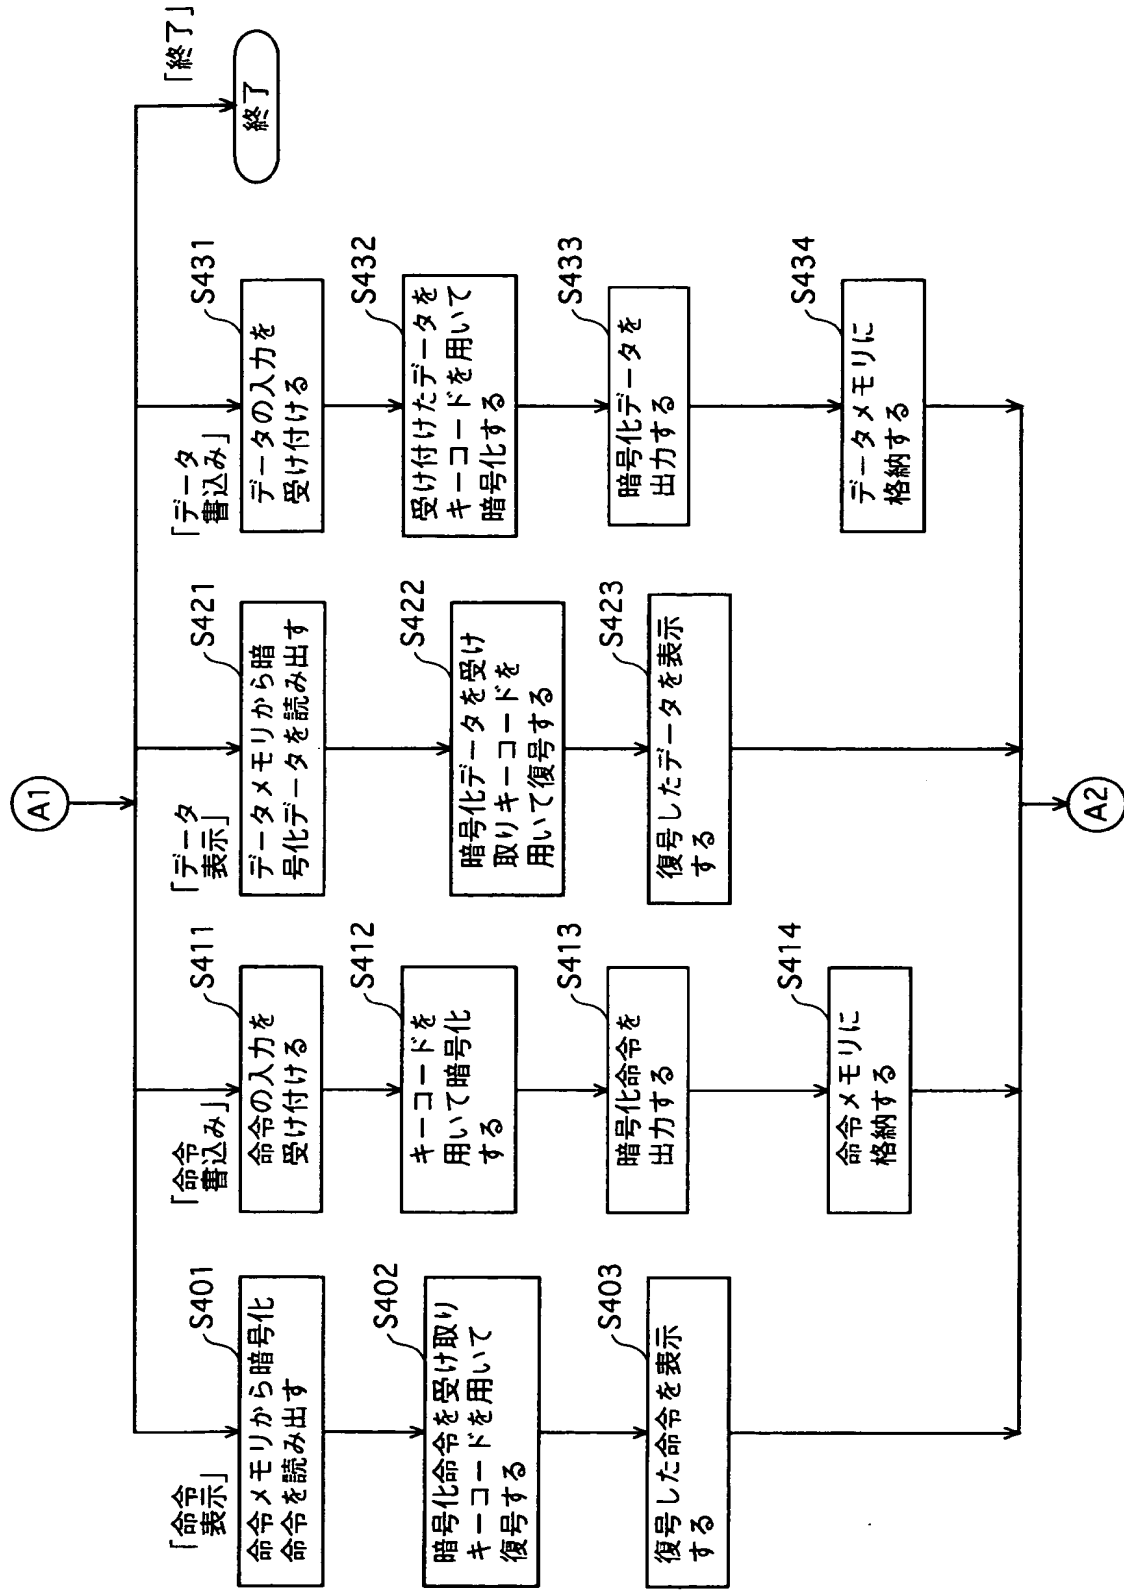 A1
「命令
表示」
S401
命令メモリから暗号化
命令を読み出す
S402
暗号化命令を受け取り
キーコードを用いて
復号する
S403
復号した命令を表示
する
「命令
書込み」
S411
命令の入力を
受け付ける
S412
キーコードを
用いて暗号化
する
S413
暗号化命令を
出力する
S414
命令メモリに
格納する
「データ
表示」
S421
データメモリから暗
号化データを読み出す
S422
暗号化データを受け
取りキーコードを
用いて復号する
S423
復号したデータを表示
する
「データ
書込み」
S431
データの入力を
受け付ける
S432
受け付けたデータを
キーコードを用いて
暗号化する
S433
暗号化データを
出力する
S434
データメモリに
格納する
「終了」
終了
A2